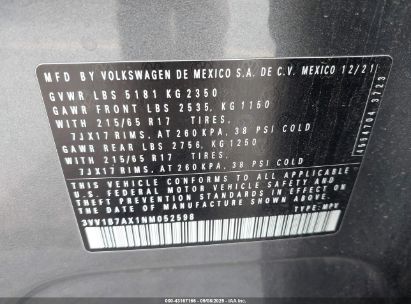 MFD BY VOLKSWAGEN DE MEXICO S.A. DE C.V. MEXICO 12/21
GVWR LBS 5181 KG 2350
GAWR FRONT LBS 2535, KG 1150
WITH 215/65 R17 TIRES.
7JX17 RIMS, AT 260 KPA, 38 PSI COLD
GAWR REAR LBS 2756, KG 1250
WITH 215/65 R17 TIRES.
7JX17 RIMS, AT 260 KPA, 38 PSI COLD
THIS VEHICLE CONFORMS TO ALL APPLICABLE
U.S. FEDERAL MOTOR VEHICLE SAFETY AND
THEFT PREVENTION STANDARDS IN EFFECT ON
THE DATE OF MANUFACTURE SHOWN ABOVE.
3VV1B7AX1NM052598
TYPE: MPV
3723